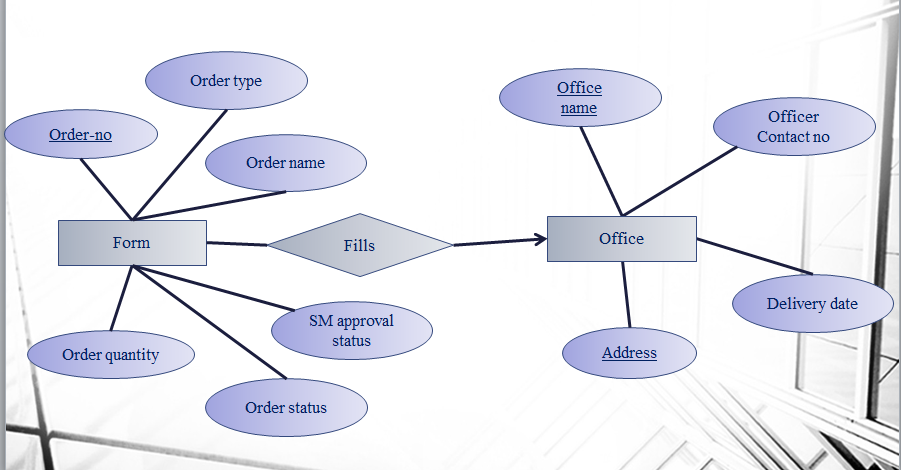 Order type
Order-no
Order name
Form
Fills
SM approval
status
Order quantity
Order status
Office
name
Officer
Contact no
Office
Delivery date
Address